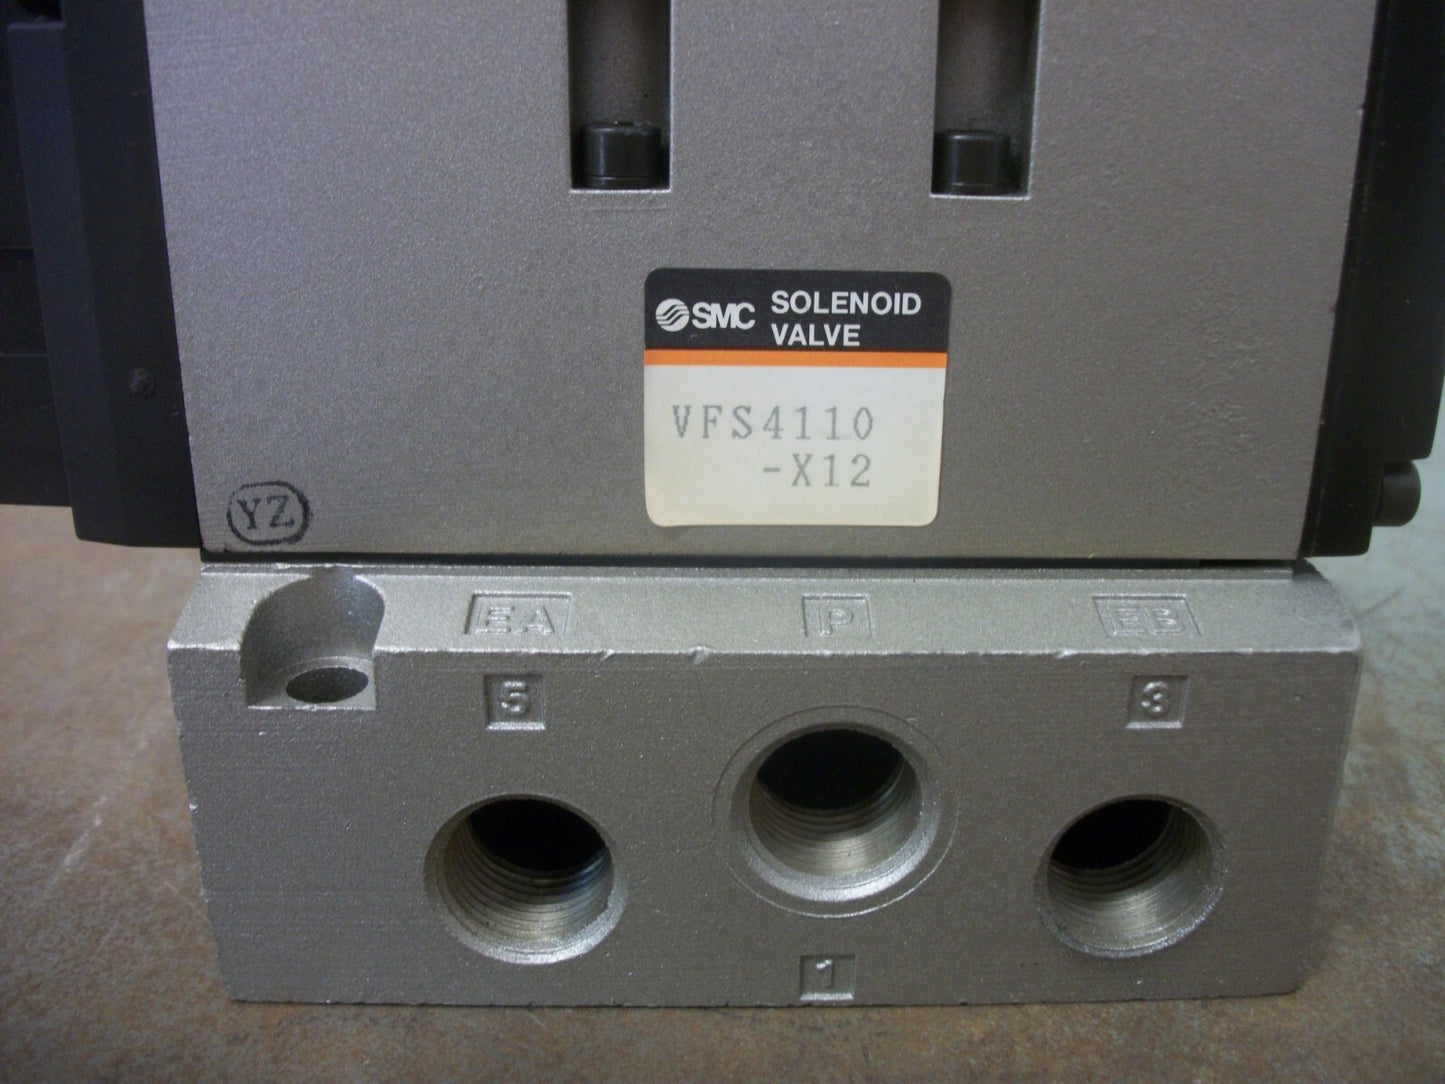 SMC SOLENOID
VALVE
VFS4110
-X12
YZ
EA P EB
5 3
1